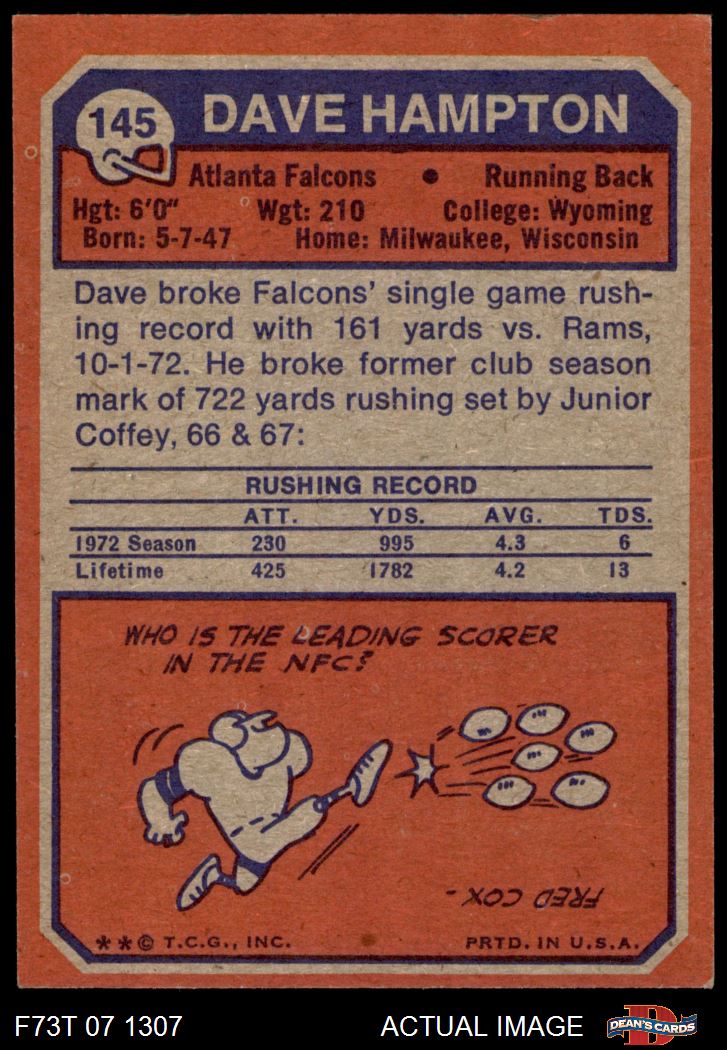 145
DAVE HAMPTON
Atlanta Falcons • Running Back
Hgt: 6'0" Wgt: 210 College: Wyoming
Born: 5-7-47 Home: Milwaukee, Wisconsin
Dave broke Falcons' single game rush-
ing record with 161 yards vs. Rams,
10-1-72. He broke former club season
mark of 722 yards rushing set by Junior
Coffey, 66 & 67:
RUSHING RECORD
ATT. YDS. AVG. TDS.
1972 Season 230 995 4.3 6
Lifetime 425 1782 4.2 13
WHO IS THE LEADING SCORER
IN THE NFC?
FRED COX -
**© T.C.G., INC. PRTD. IN U.S.A.
F73T 07 1307 ACTUAL IMAGE
D
DEAN'S CARDS